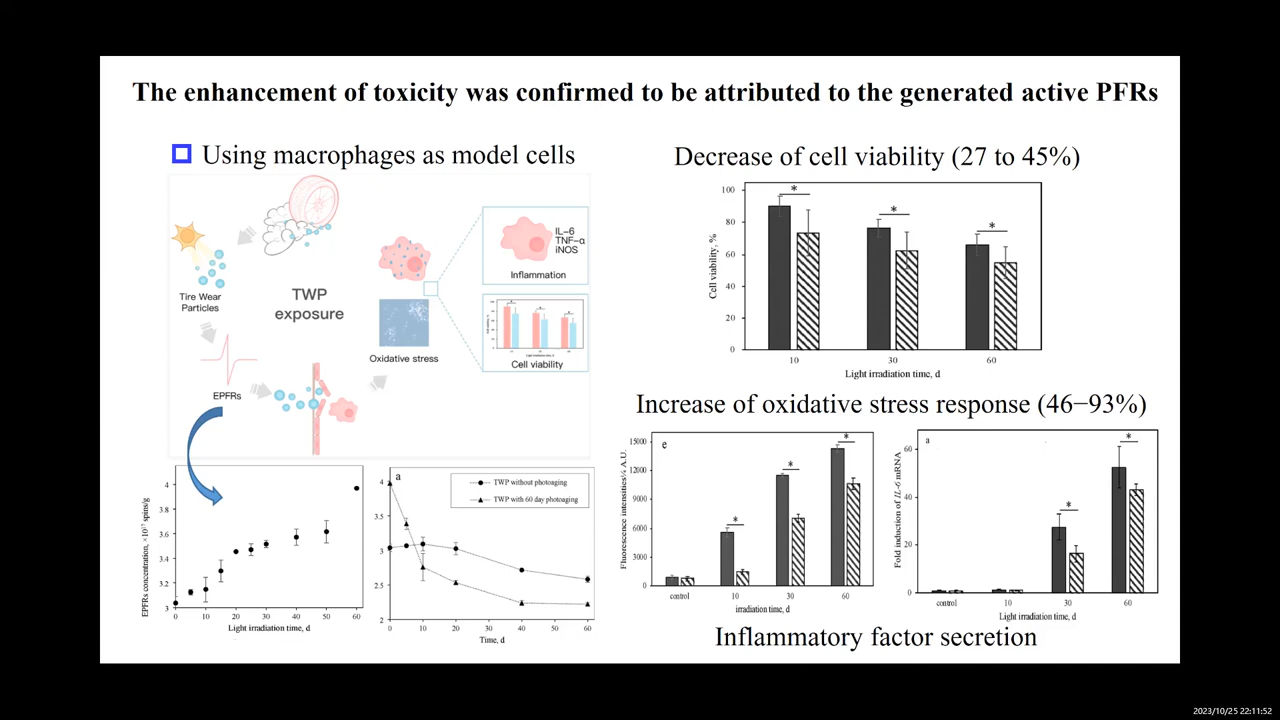 The enhancement of toxicity was confirmed to be attributed to the generated active PFRs
Using macrophages as model cells
Tire Wear
Particles
TWP
exposure
EPFRs
Oxidative stress
IL-6
TNF-α
iNOS
Inflammation
Cell viability
EPFRs concentration, ×10¹⁵ spins/g
4
3.8
3.6
3.4
3.2
3
0 10 20 30 40 50 60
Light irradiation time, d
a
TWP without photoaging
TWP with 60 day photoaging
4
3.5
3
2.5
2
0 10 20 30 40 50 60
Time, d
Decrease of cell viability (27 to 45%)
Cell viability, %
100
80
60
40
20
0
* * *
10 30 60
Light irradiation time, d
Increase of oxidative stress response (46−93%)
e
Fluorescence intensities/ A.U.
15000
12000
9000
6000
3000
0
* * *
control 10 30 60
irradiation time, d
a
Fold induction of IL-6 mRNA
60
40
20
0
* *
control 10 30 60
Light irradiation time, d
Inflammatory factor secretion
2023/10/25 22:11:52